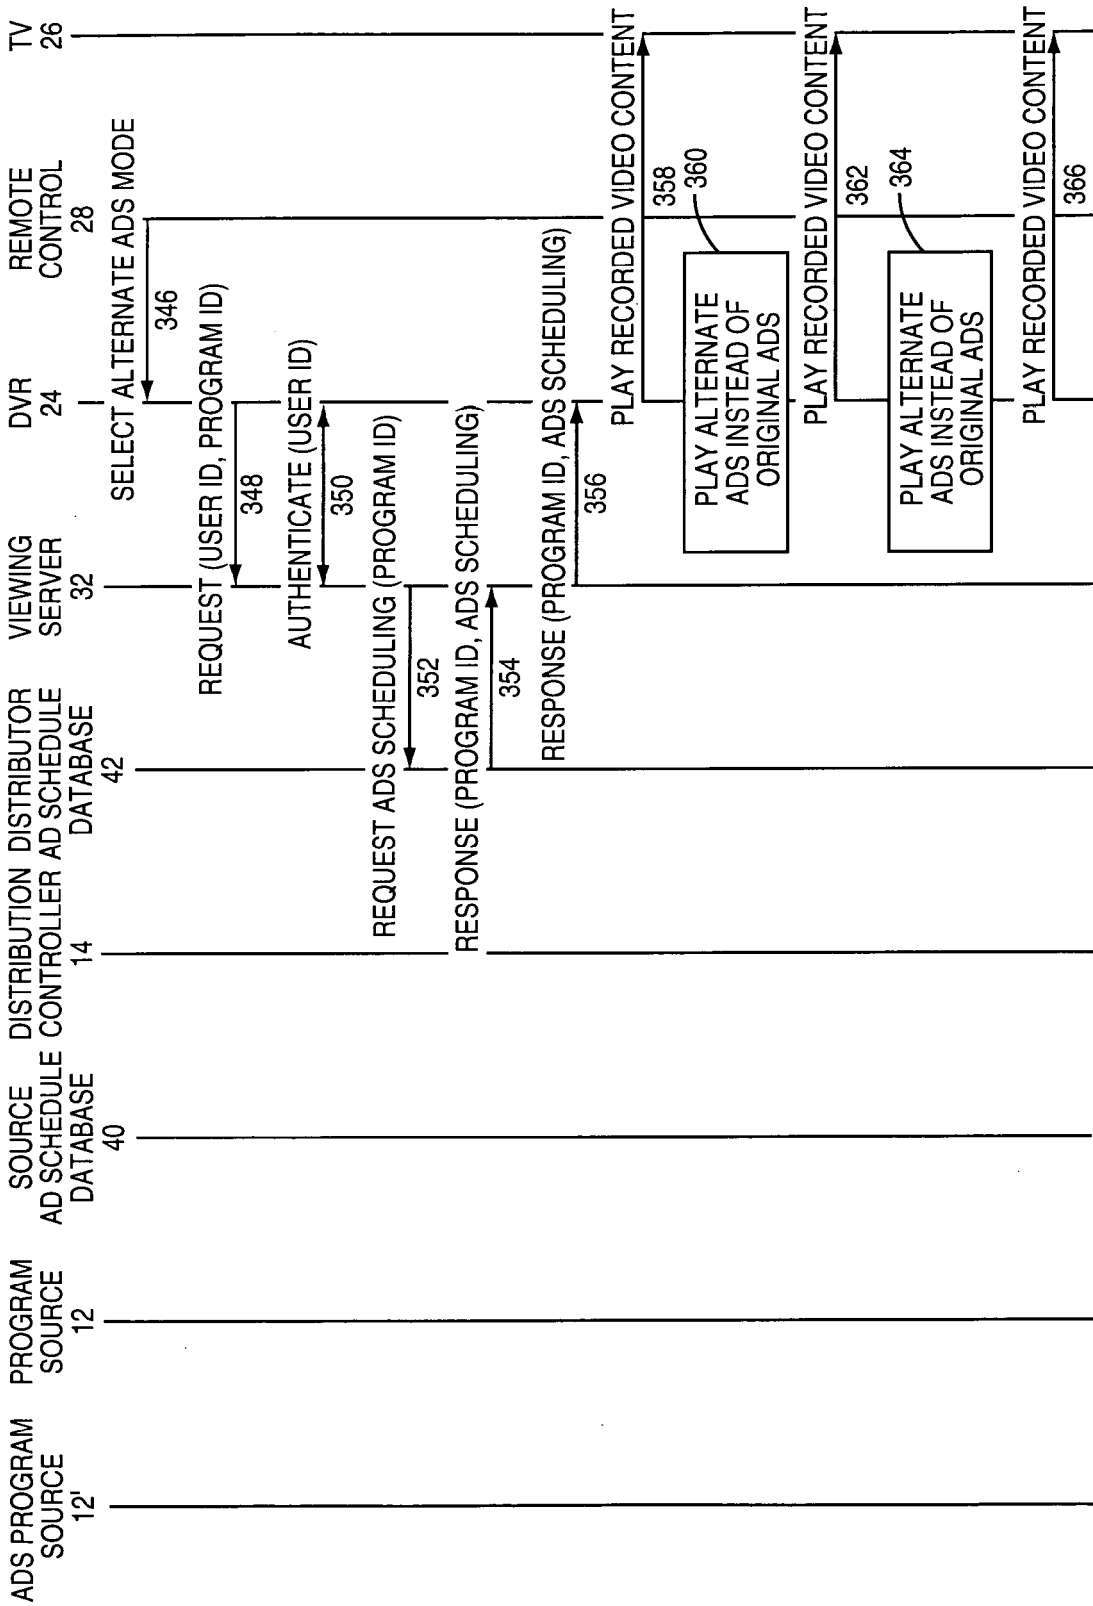 ADS PROGRAM
SOURCE
12'
PROGRAM
SOURCE
12
SOURCE
AD SCHEDULE
DATABASE
40
DISTRIBUTION
CONTROLLER
14
DISTRIBUTOR
AD SCHEDULE
DATABASE
42
VIEWING
SERVER
32
DVR
24
REMOTE
CONTROL
28
TV
26
SELECT ALTERNATE ADS MODE
346
REQUEST (USER ID, PROGRAM ID)
348
AUTHENTICATE (USER ID)
350
REQUEST ADS SCHEDULING (PROGRAM ID)
352
RESPONSE (PROGRAM ID, ADS SCHEDULING)
354
RESPONSE (PROGRAM ID, ADS SCHEDULING)
356
PLAY RECORDED VIDEO CONTENT
358
360
PLAY ALTERNATE
ADS INSTEAD OF
ORIGINAL ADS
PLAY RECORDED VIDEO CONTENT
362
364
PLAY ALTERNATE
ADS INSTEAD OF
ORIGINAL ADS
PLAY RECORDED VIDEO CONTENT
366